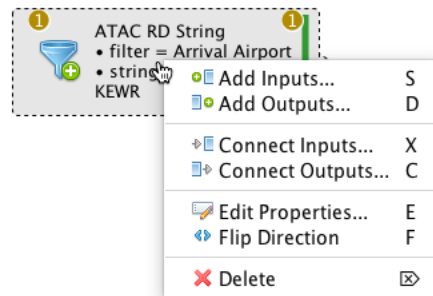 1 1
ATAC RD String
• filter = Arrival Airport
• string
KEWR
Add Inputs... S
Add Outputs... D
Connect Inputs... X
Connect Outputs... C
Edit Properties... E
Flip Direction F
Delete ⌦